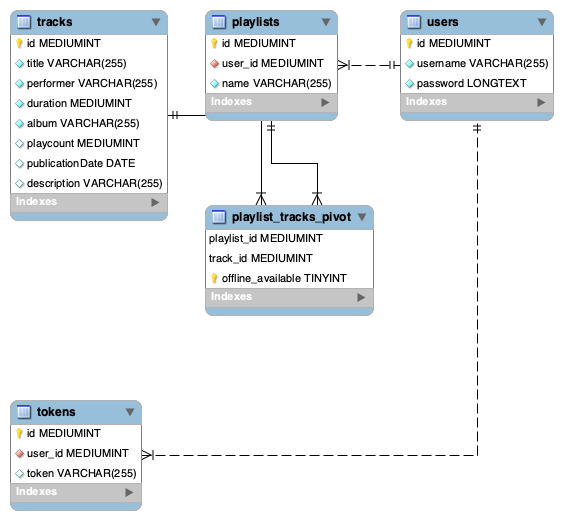 tracks
id MEDIUMINT
title VARCHAR(255)
performer VARCHAR(255)
duration MEDIUMINT
album VARCHAR(255)
playcount MEDIUMINT
publicationDate DATE
description VARCHAR(255)
Indexes
playlists
id MEDIUMINT
user_id MEDIUMINT
name VARCHAR(255)
Indexes
users
id MEDIUMINT
username VARCHAR(255)
password LONGTEXT
Indexes
playlist_tracks_pivot
playlist_id MEDIUMINT
track_id MEDIUMINT
offline_available TINYINT
Indexes
tokens
id MEDIUMINT
user_id MEDIUMINT
token VARCHAR(255)
Indexes